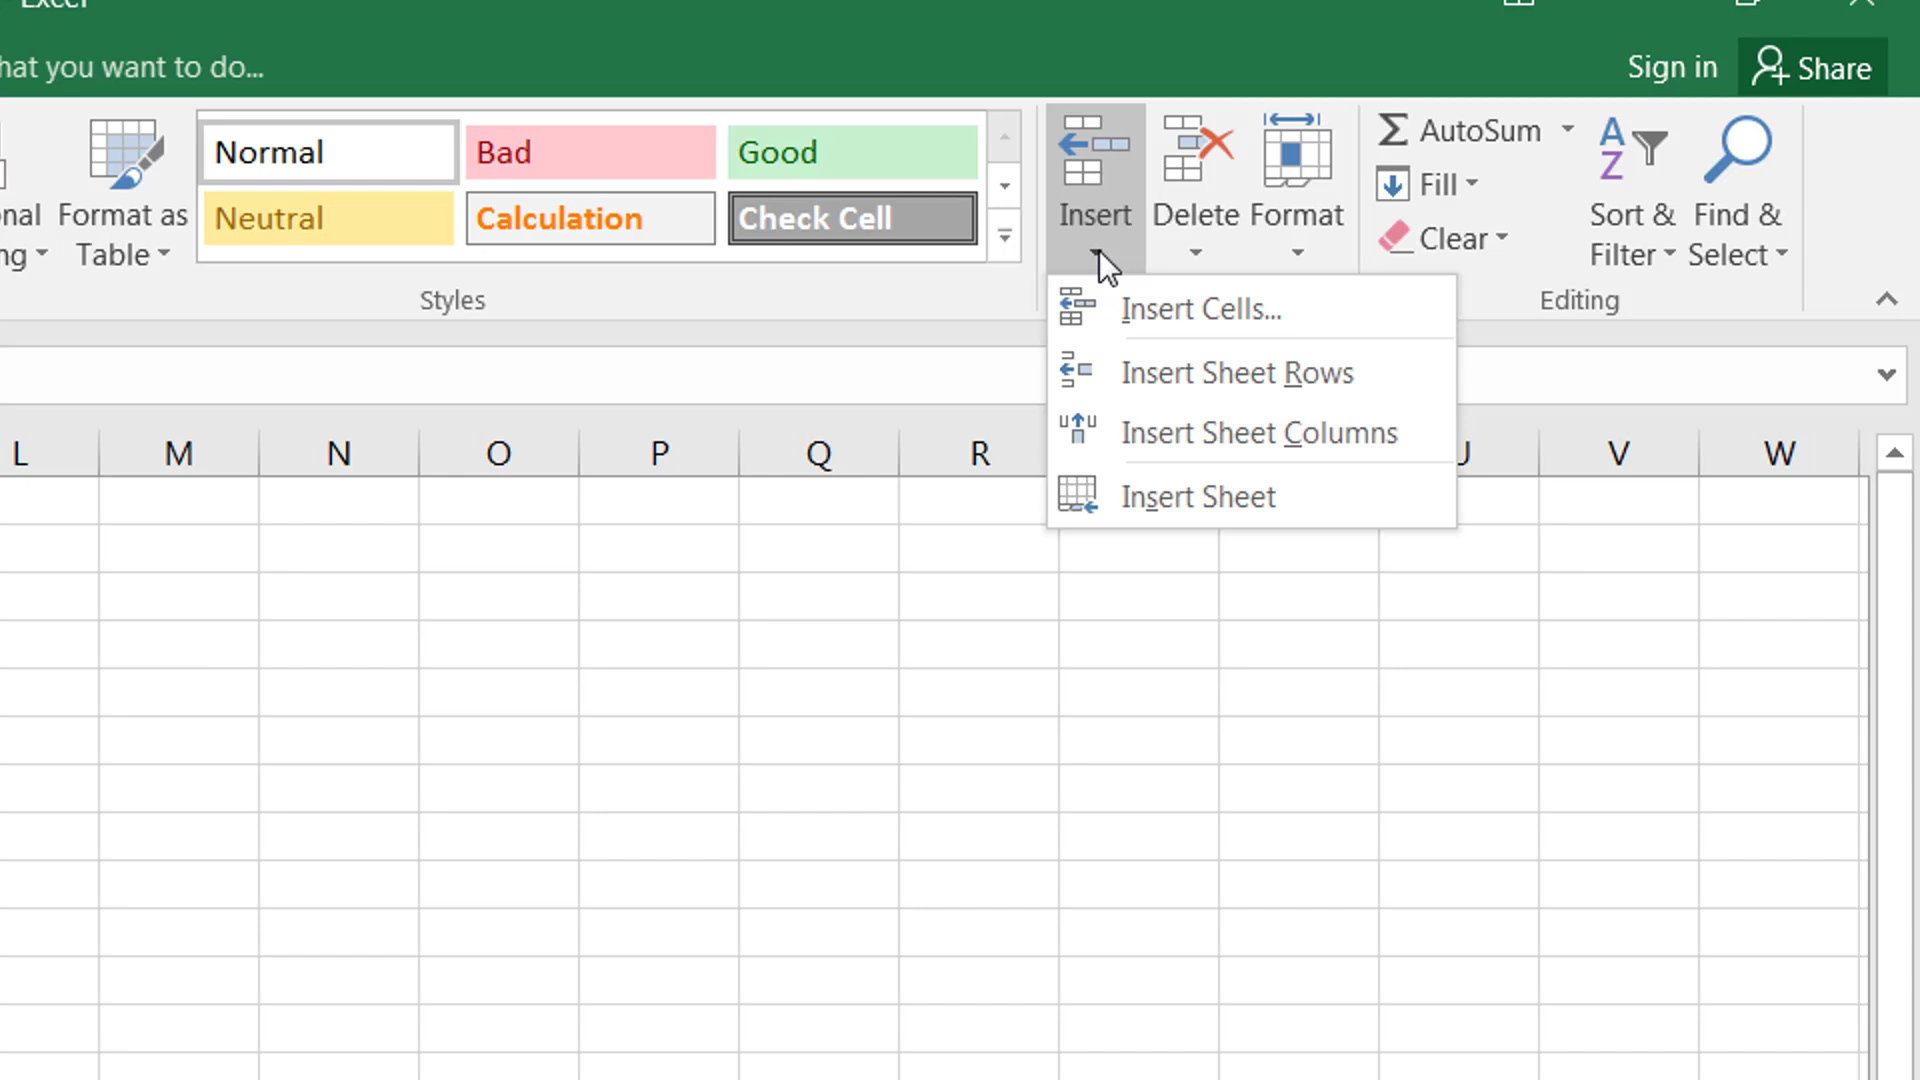 Excel
hat you want to do...
Sign in
Share
Normal
Bad
Good
Neutral
Calculation
Check Cell
onal
ng
Format as
Table
Styles
Insert
Delete
Format
AutoSum
Fill
Clear
Sort &
Filter
Find &
Select
Editing
Insert Cells...
Insert Sheet Rows
Insert Sheet Columns
Insert Sheet
L M N O P Q R U V W